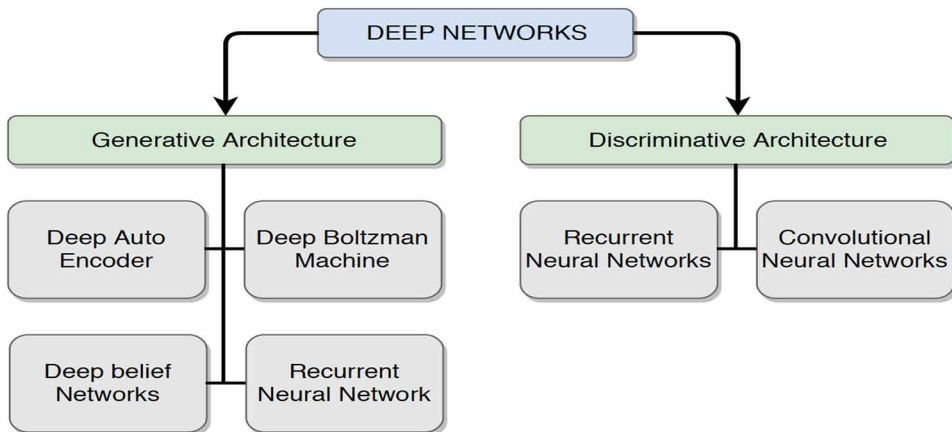 DEEP NETWORKS
Generative Architecture
Discriminative Architecture
Deep Auto
Encoder
Deep Boltzman
Machine
Recurrent
Neural Networks
Convolutional
Neural Networks
Deep belief
Networks
Recurrent
Neural Network